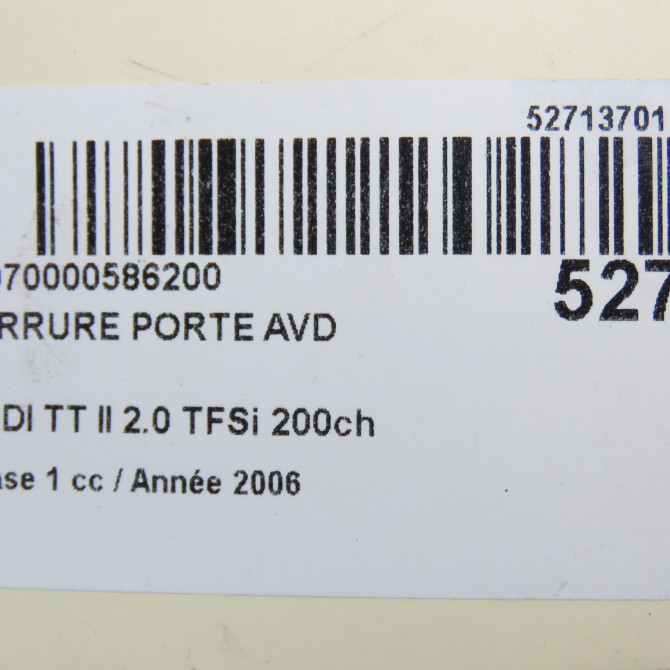 52713701
070000586200
527
RRURE PORTE AVD
DI TT II 2.0 TFSi 200ch
ase 1 cc / Année 2006